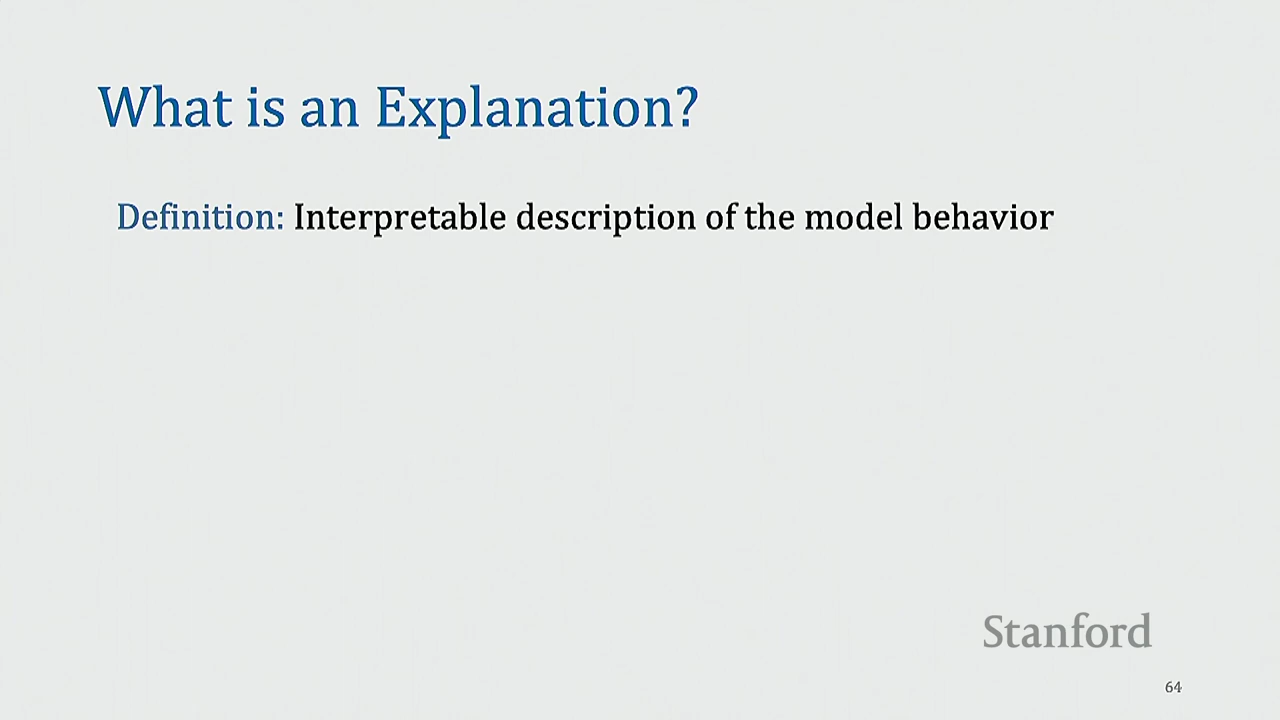 What is an Explanation?
Definition: Interpretable description of the model behavior
Stanford
64